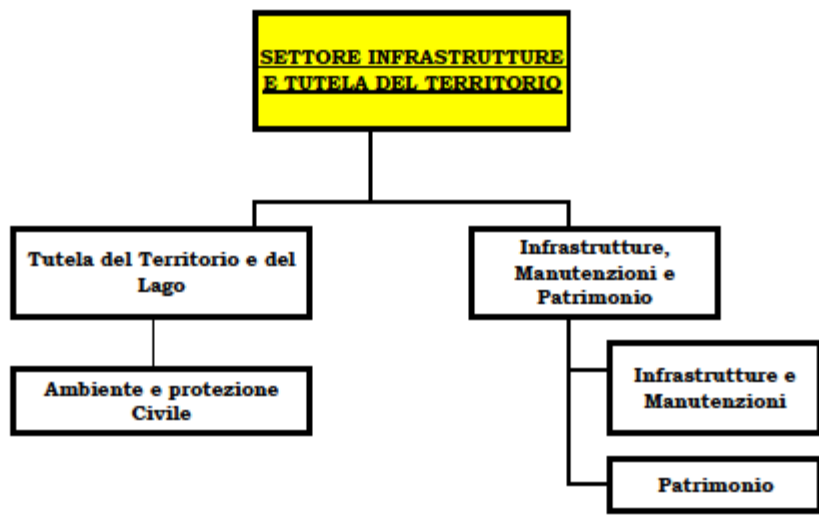 SETTORE INFRASTRUTTURE
E TUTELA DEL TERRITORIO
Tutela del Territorio e del
Lago
Infrastrutture,
Manutenzioni e
Patrimonio
Ambiente e protezione
Civile
Infrastrutture e
Manutenzioni
Patrimonio